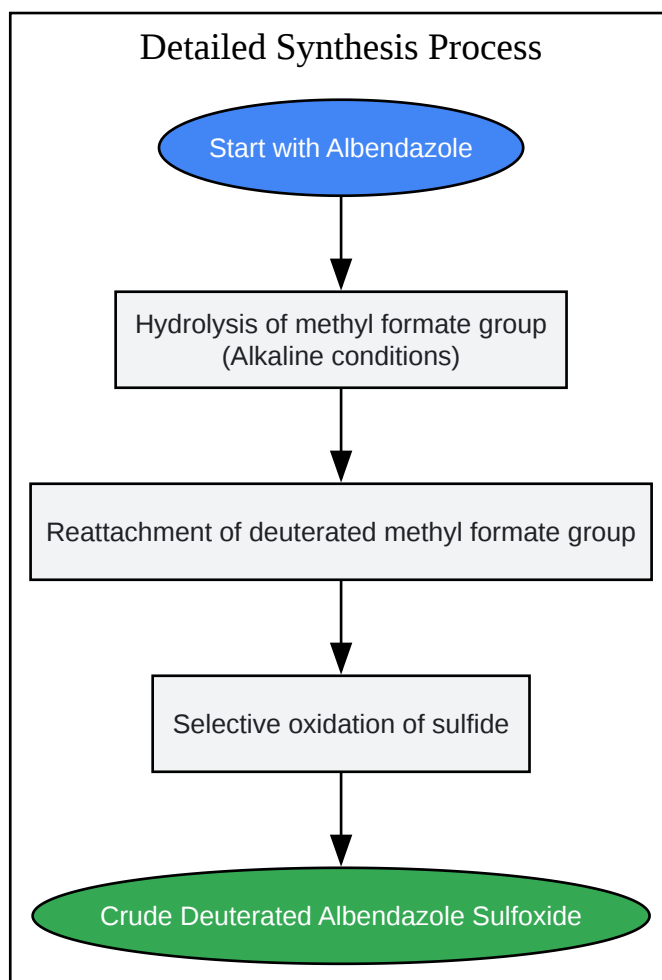 Detailed Synthesis Process
Start with Albendazole
Hydrolysis of methyl formate group
(Alkaline conditions)
Reattachment of deuterated methyl formate group
Selective oxidation of sulfide
Crude Deuterated Albendazole Sulfoxide